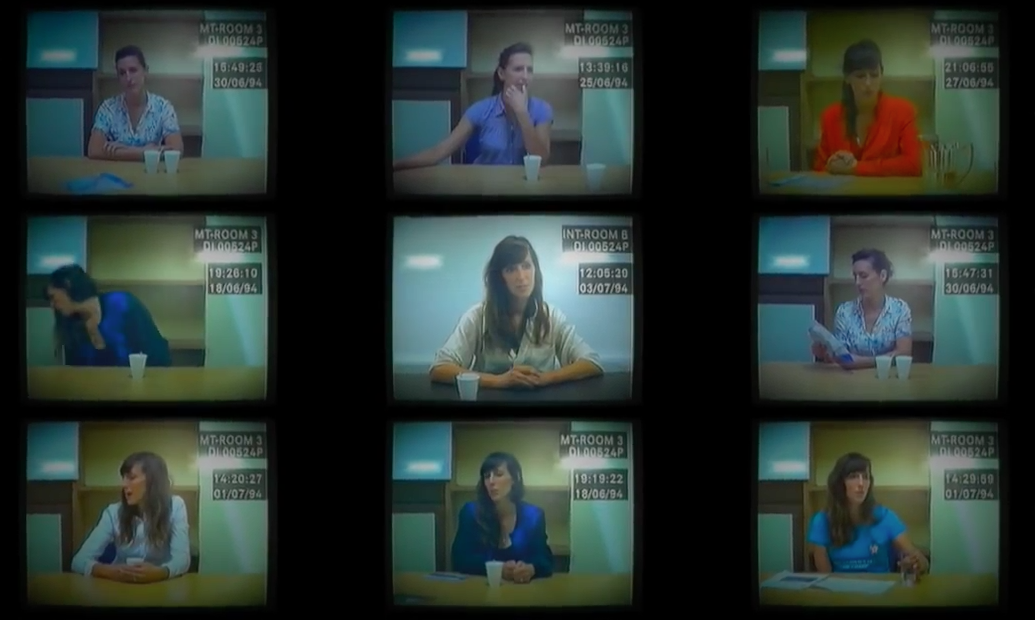 MT-ROOM 3
DI.00524P
15:49:28
30/06/94
MT-ROOM 3
DI.00524P
13:39:16
25/06/94
MT-ROOM 3
DI.00524P
21:06:56
27/06/94
MT-ROOM 3
DI.00524P
19:26:10
18/06/94
INT-ROOM 6
DI.00524P
12:05:29
03/07/94
MT-ROOM 3
DI.00524P
15:47:31
30/06/94
MT-ROOM 3
DI.00524P
14:20:27
01/07/94
MT-ROOM 3
DI.00524P
19:19:22
18/06/94
MT-ROOM 3
DI.00524P
14:29:59
01/07/94